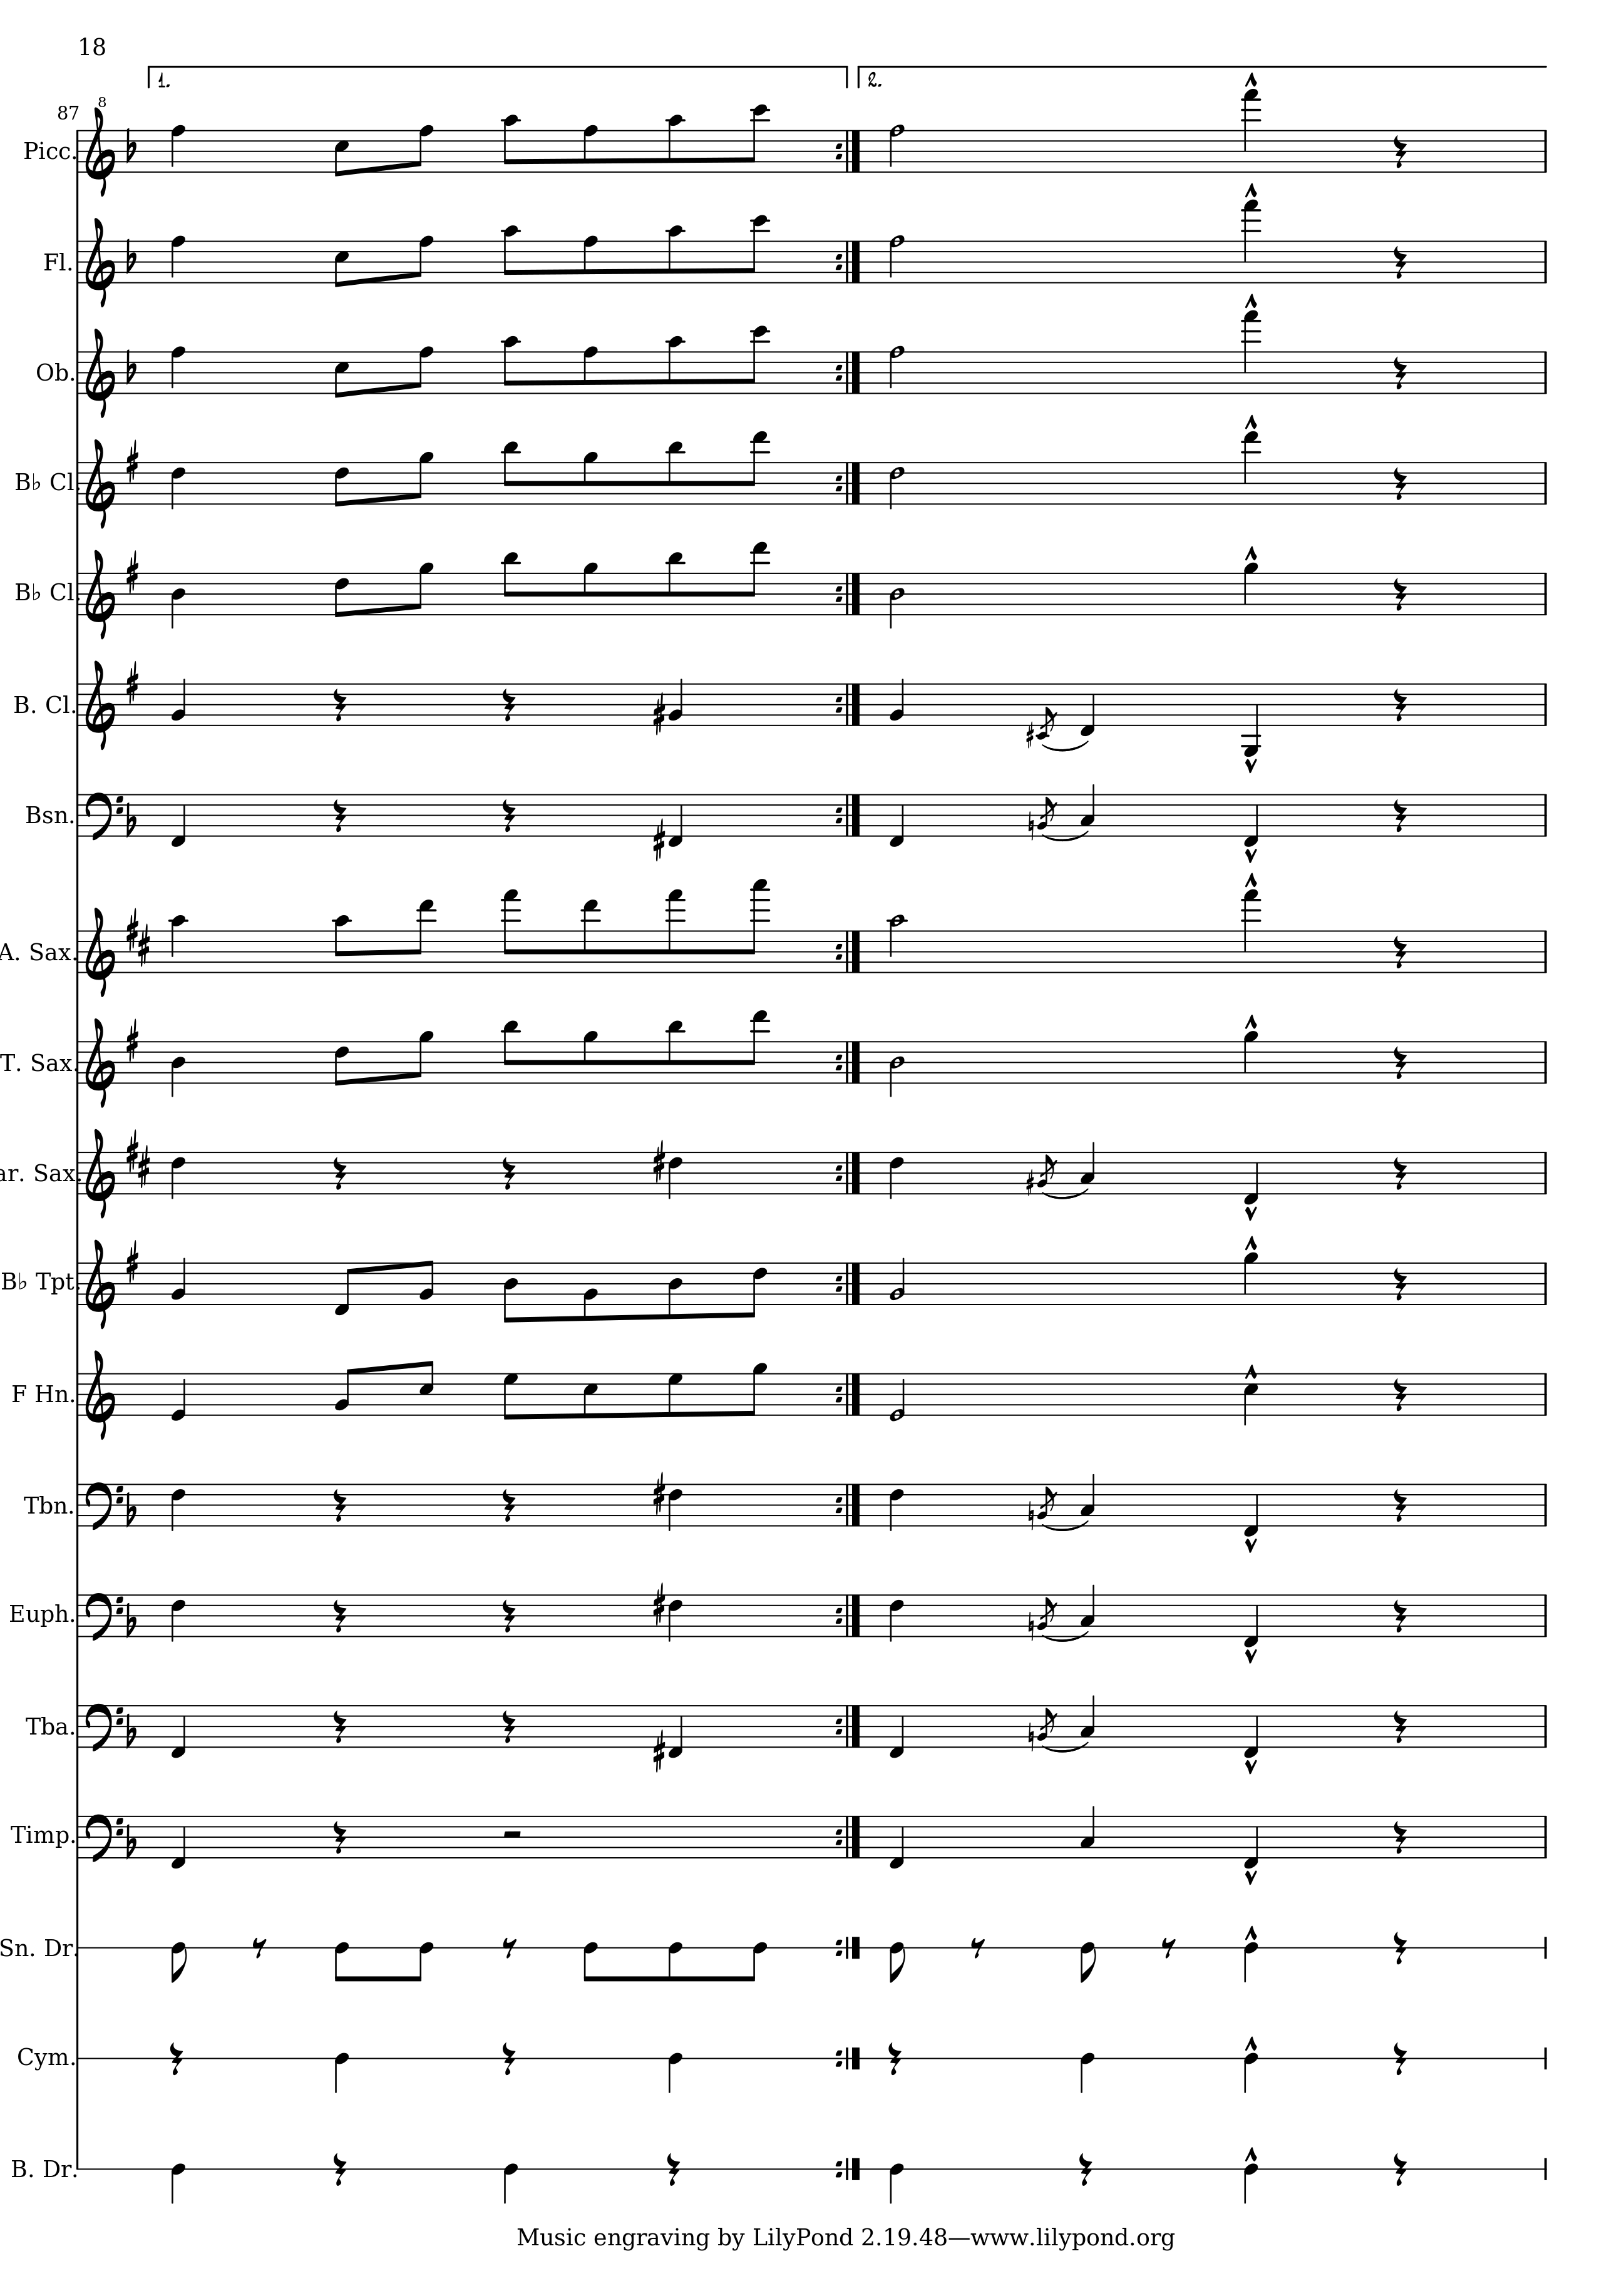 18
1. 2.
87 8
Picc.
Fl.
Ob.
B♭ Cl.
B♭ Cl.
B. Cl.
Bsn.
A. Sax.
T. Sax.
ar. Sax.
B♭ Tpt.
F Hn.
Tbn.
Euph.
Tba.
Timp.
Sn. Dr.
Cym.
B. Dr.
Music engraving by LilyPond 2.19.48—www.lilypond.org